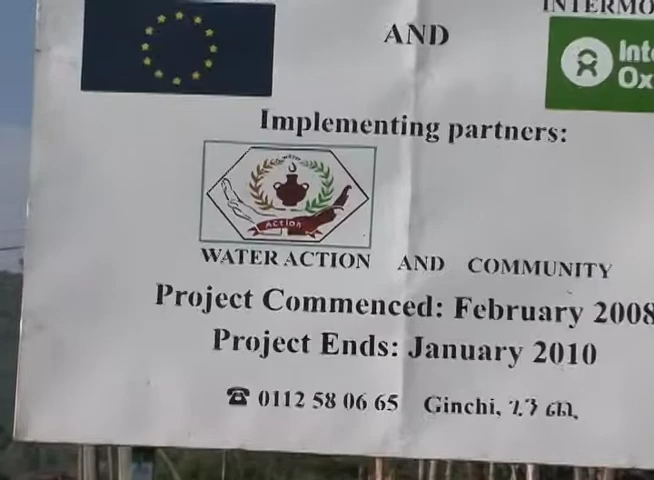 AND
Implementing partners:
Action
WATER ACTION AND COMMUNITY
Project Commenced: February 2008
Project Ends: January 2010
☎ 0112 58 06 65 Ginchi, ጊንጪ